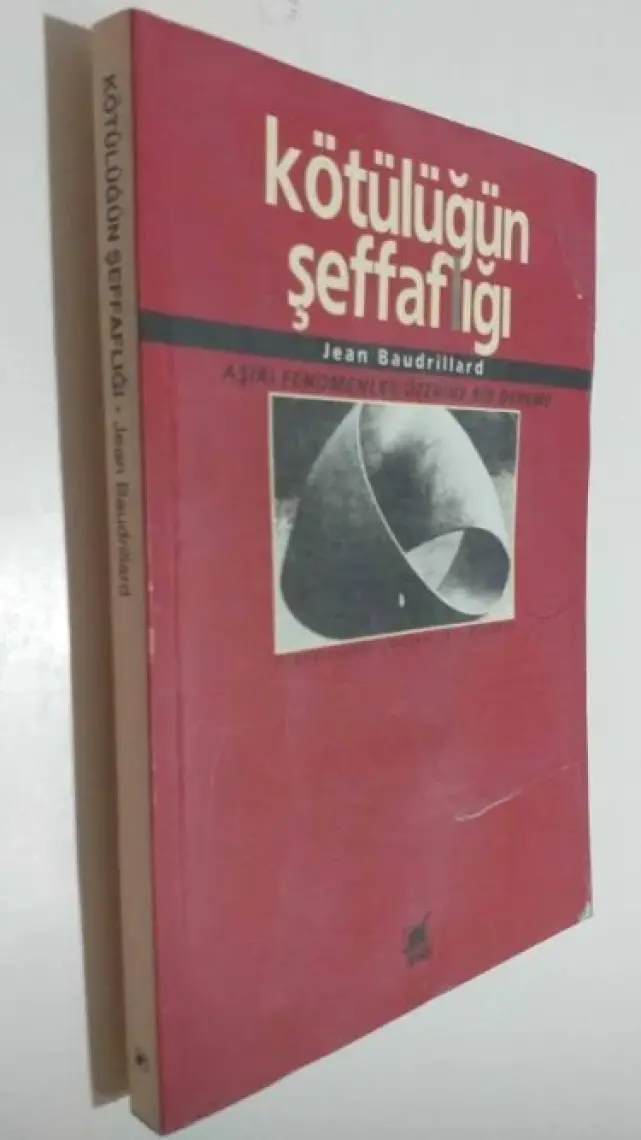 kötülüğün
şeffaflığı
Jean Baudrillard
AŞIRI FENOMENLER ÜZERİNE BİR DENEME
KÖTÜLÜĞÜN ŞEFFAFLIĞI • Jean Baudrillard